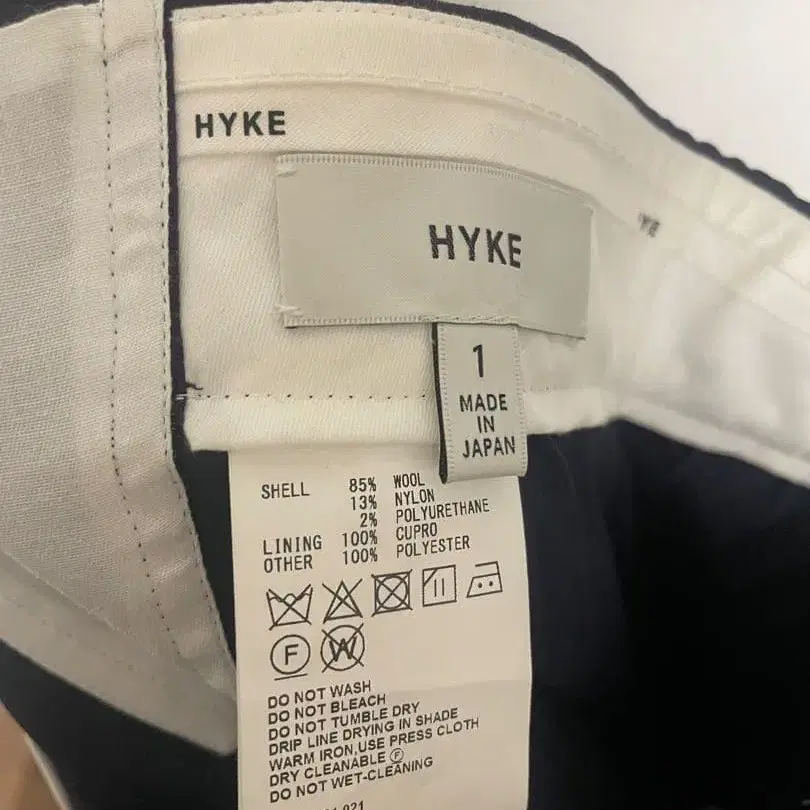 HYKE
HYKE
1
MADE
IN
JAPAN
SHELL 85% WOOL
13% NYLON
2% POLYURETHANE
LINING 100% CUPRO
OTHER 100% POLYESTER
F W
DO NOT WASH
DO NOT BLEACH
DO NOT TUMBLE DRY
DRIP LINE DRYING IN SHADE
WARM IRON,USE PRESS CLOTH
DRY CLEANABLE Ⓕ
DO NOT WET-CLEANING